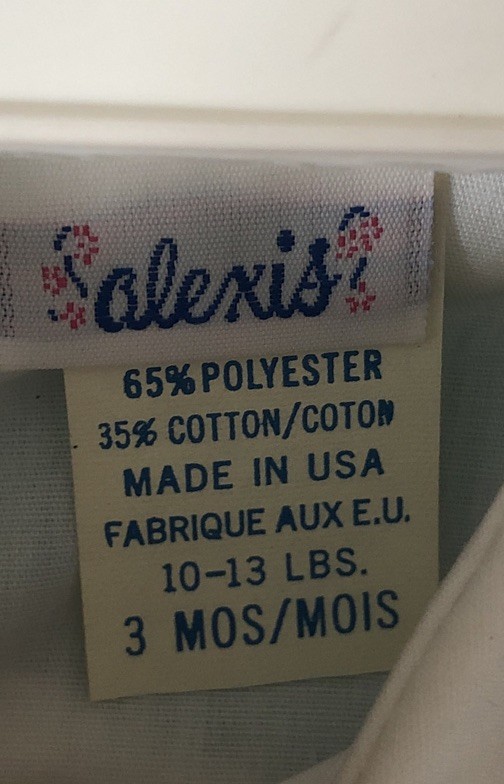 alexis
65% POLYESTER
35% COTTON/COTON
MADE IN USA
FABRIQUE AUX E.U.
10-13 LBS.
3 MOS/MOIS